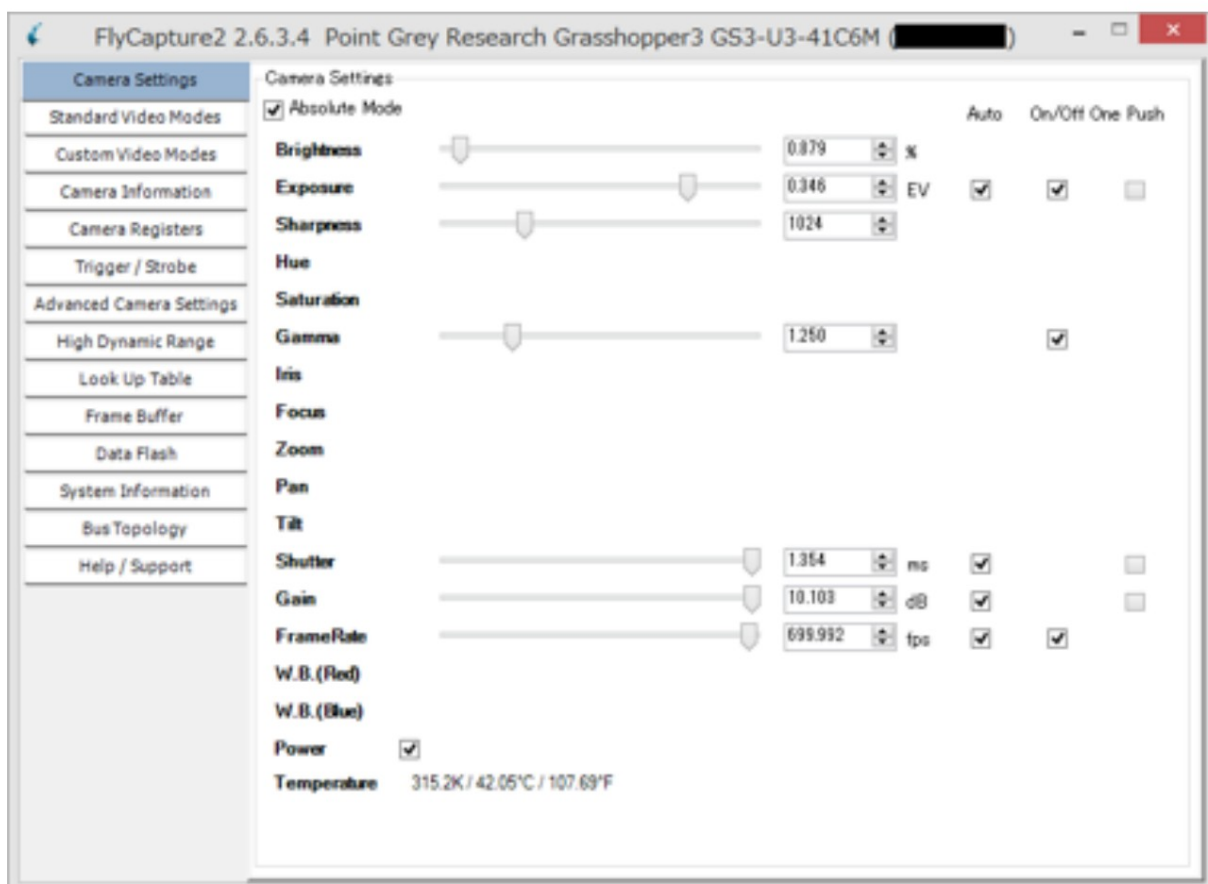 FlyCapture2 2.6.3.4 Point Grey Research Grasshopper3 GS3-U3-41C6M ( )
Camera Settings
Standard Video Modes
Custom Video Modes
Camera Information
Camera Registers
Trigger / Strobe
Advanced Camera Settings
High Dynamic Range
Look Up Table
Frame Buffer
Data Flash
System Information
Bus Topology
Help / Support
Camera Settings
Absolute Mode
Auto On/Off One Push
Brightness 0.879 %
Exposure 0.346 EV
Sharpness 1024
Hue
Saturation
Gamma 1.250
Iris
Focus
Zoom
Pan
Tilt
Shutter 1.354 ms
Gain 10.103 dB
FrameRate 699.992 fps
W.B.(Red)
W.B.(Blue)
Power
Temperature 315.2K / 42.05°C / 107.69°F